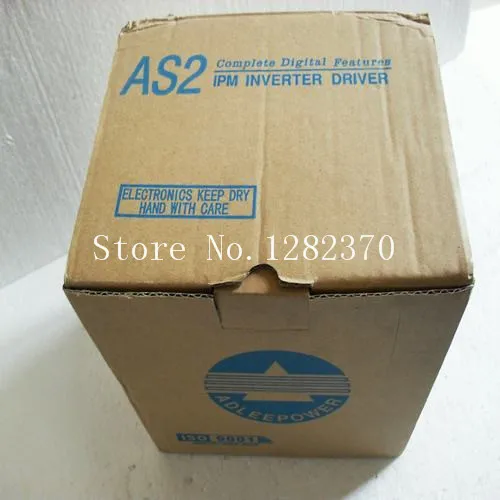 AS2
Complete Digital Features
IPM INVERTER DRIVER
ELECTRONICS KEEP DRY
HAND WITH CARE
Store No.1282370
ADLEEPOWER
ISO 9001